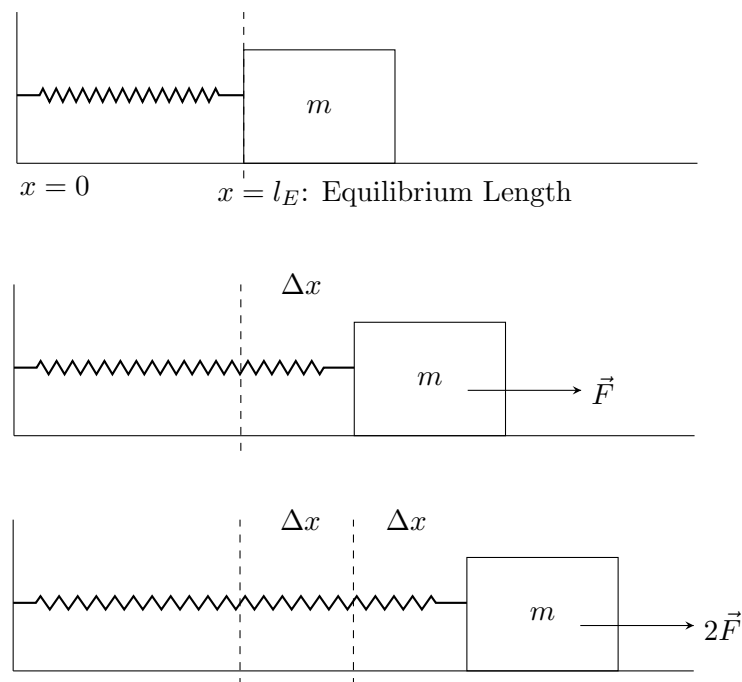 m
x = 0
x = l_E: Equilibrium Length
Δx
m
F⃗
Δx Δx
m
2F⃗